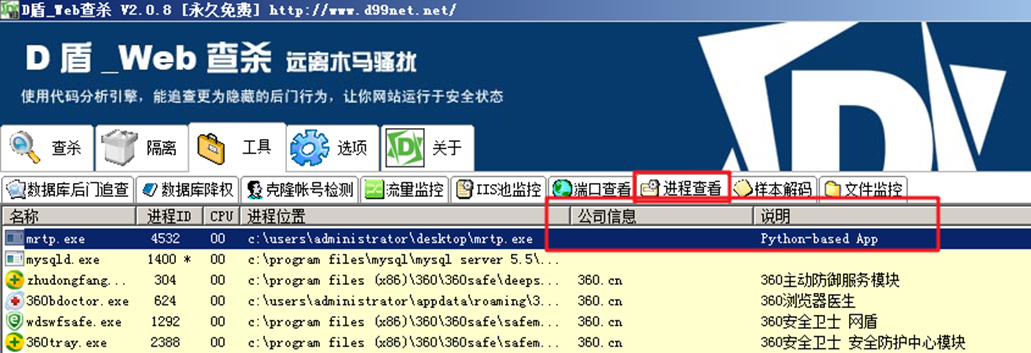 D盾_Web查杀 V2.0.8 [永久免费] http://www.d99net.net/
D 盾 _Web 查杀 远离木马骚扰
使用代码分析引擎，能追查更为隐藏的后门行为，让你网站运行于安全状态
查杀 隔离 工具 选项 关于
数据库后门追查 数据库降权 克隆帐号检测 流量监控 IIS池监控 端口查看 进程查看 样本解码 文件监控
名称 进程ID CPU 进程位置 公司信息 说明
mrtp.exe 4532 00 c:\users\administrator\desktop\mrtp.exe Python-based App
mysqld.exe 1400 * 00 c:\program files\mysql\mysql server 5.5\...
zhudongfang... 304 00 c:\program files (x86)\360\360safe\deeps... 360.cn 360主动防御服务模块
360bdoctor.exe 624 00 c:\users\administrator\appdata\roaming\3... 360.cn 360浏览器医生
wdswfsafe.exe 1292 00 c:\program files (x86)\360\360safe\safem... 360.cn 360安全卫士 网盾
360tray.exe 2388 00 c:\program files (x86)\360\360safe\safem... 360.cn 360安全卫士 安全防护中心模块